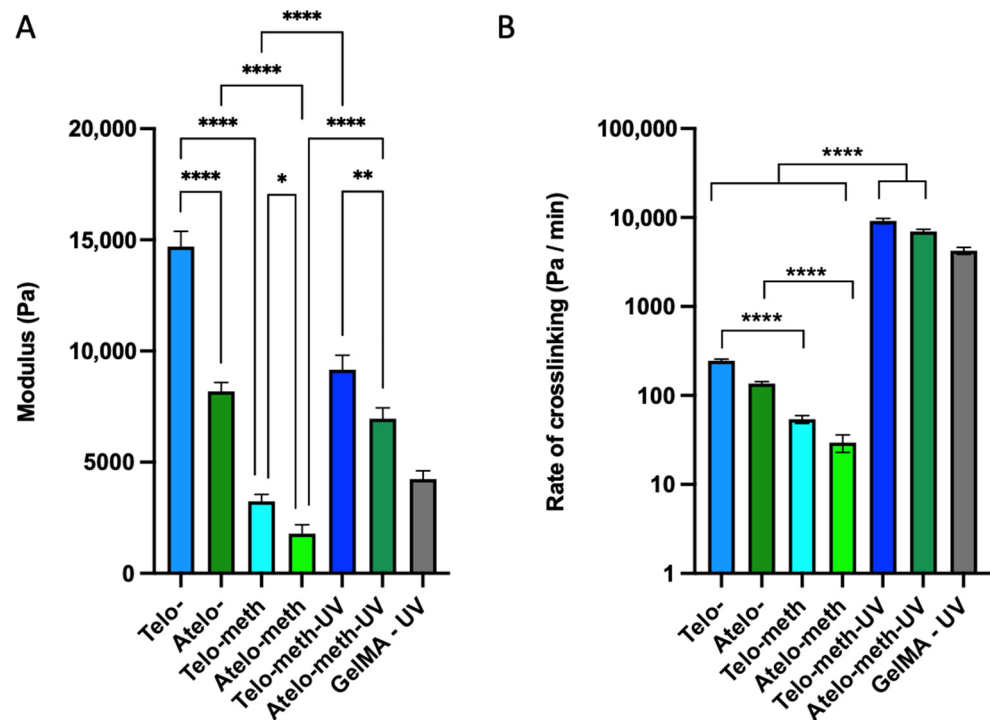 A
Modulus (Pa)
20,000
15,000
10,000
5000
0
****
****
****
****
****
*
**
Telo-
Atelo-
Telo-meth
Atelo-meth
Telo-meth-UV
Atelo-meth-UV
GelMA - UV
B
Rate of crosslinking (Pa / min)
100,000
10,000
1000
100
10
1
****
****
****
Telo-
Atelo-
Telo-meth
Atelo-meth
Telo-meth-UV
Atelo-meth-UV
GelMA - UV